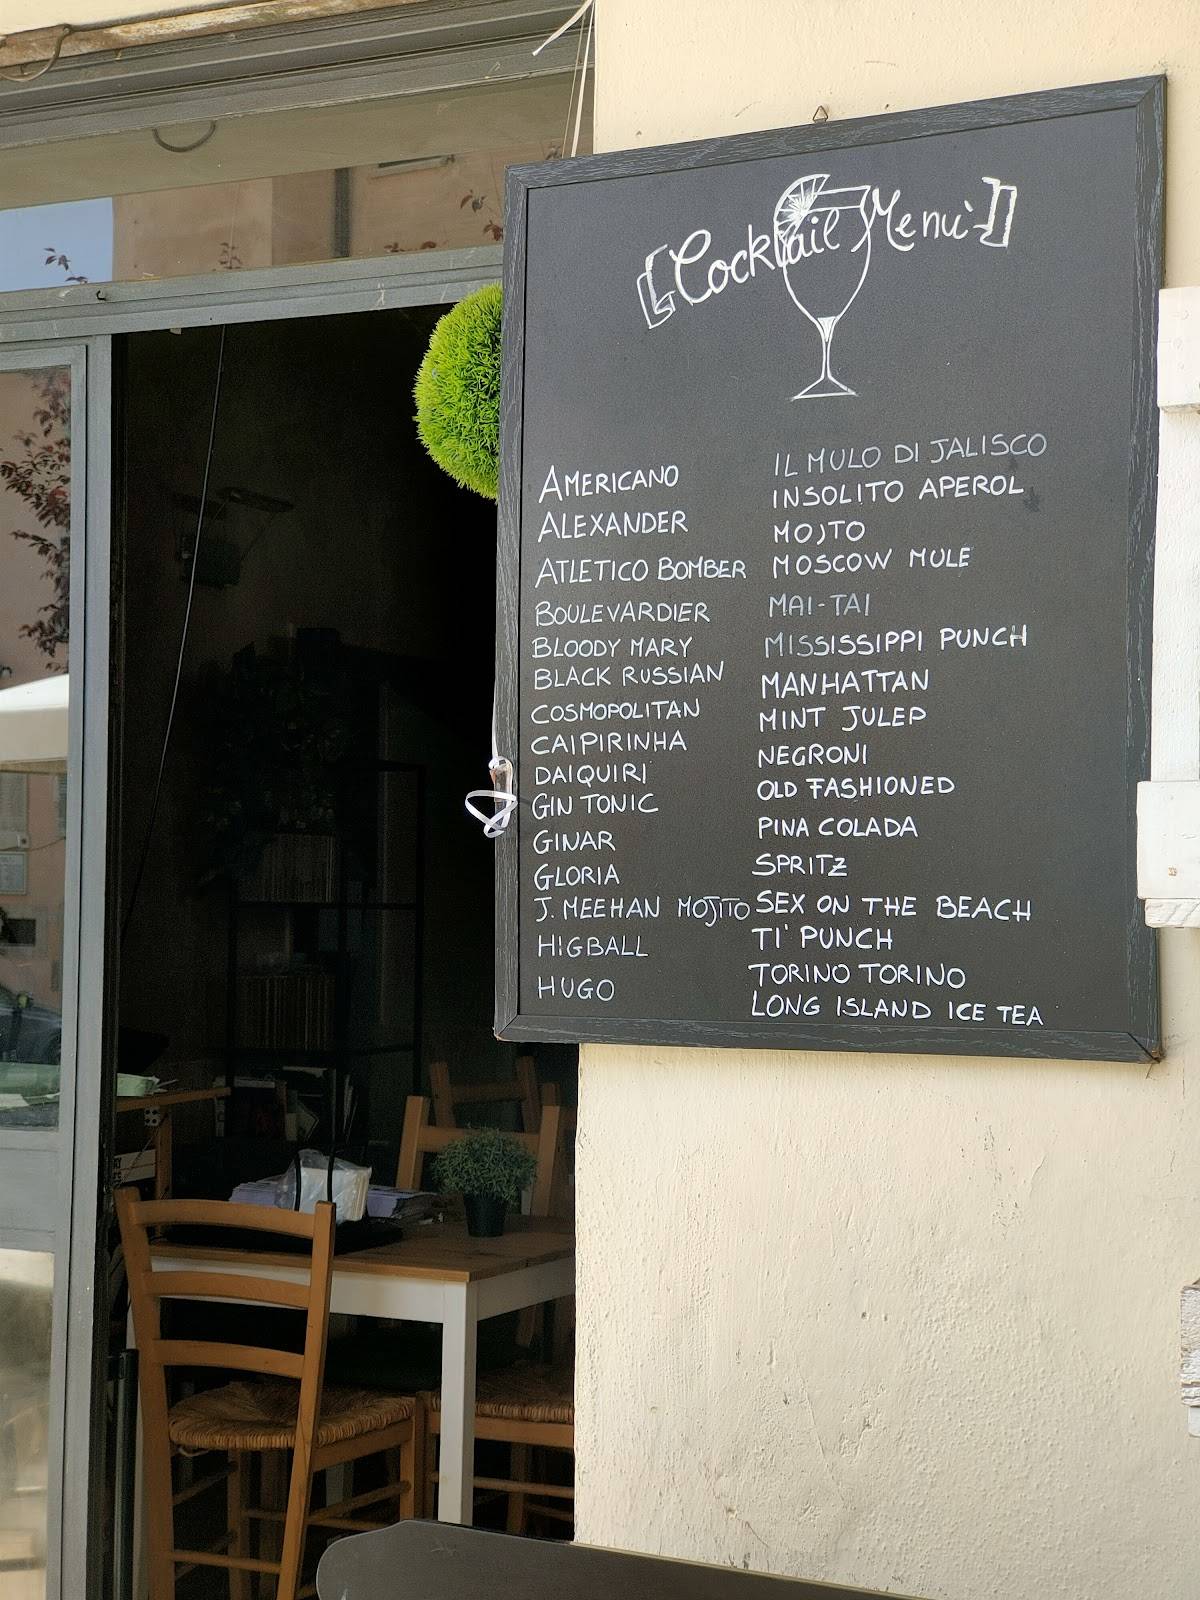 Cocktail Menù
AMERICANO
ALEXANDER
ATLETICO BOMBER
BOULEVARDIER
BLOODY MARY
BLACK RUSSIAN
COSMOPOLITAN
CAIPIRINHA
DAIQUIRI
GIN TONIC
GINAR
GLORIA
J. MEEHAN MOJITO
HIGBALL
HUGO
IL MULO DI JALISCO
INSOLITO APEROL
MOJTO
MOSCOW MULE
MAI-TAI
MISSISSIPPI PUNCH
MANHATTAN
MINT JULEP
NEGRONI
OLD FASHIONED
PINA COLADA
SPRITZ
SEX ON THE BEACH
TI' PUNCH
TORINO TORINO
LONG ISLAND ICE TEA